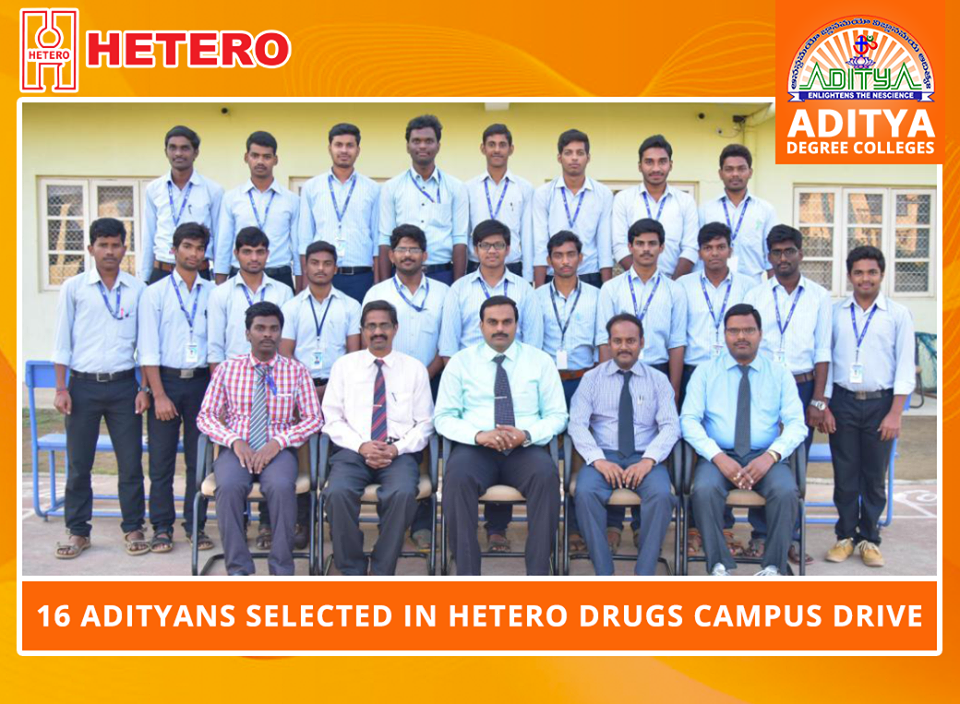 HETERO
HETERO
ADITYA
ENLIGHTENS THE NESCIENCE
ADITYA
DEGREE COLLEGES
16 ADITYANS SELECTED IN HETERO DRUGS CAMPUS DRIVE